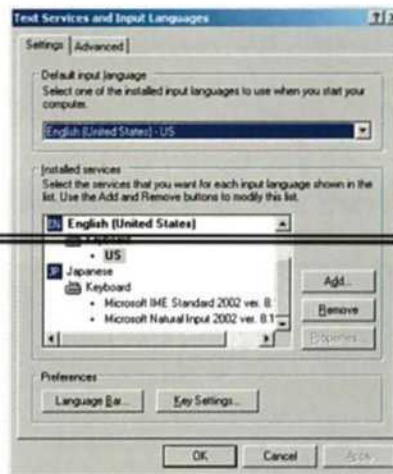 Text Services and Input Languages
Settings Advanced
Default input language
Select one of the installed input languages to use when you start your
computer.
English (United States) - US
Installed services
Select the services that you want for each input language shown in the
list. Use the Add and Remove buttons to modify this list.
EN English (United States)
Keyboard
• US
JP Japanese
Keyboard
• Microsoft IME Standard 2002 ver. 8.
• Microsoft Natural Input 2002 ver. 8.1
Add...
Remove
Properties...
Preferences
Language Bar... Key Settings...
OK Cancel Apply